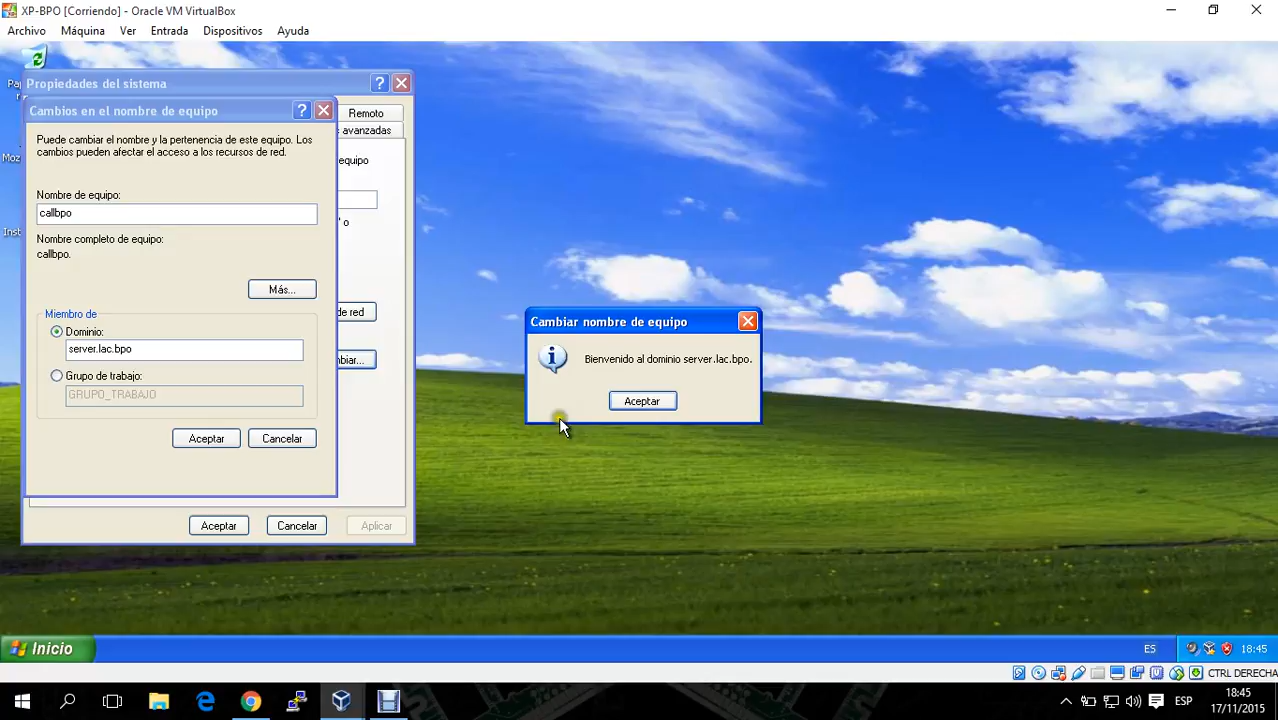 XP-BPO [Corriendo] - Oracle VM VirtualBox
Archivo Máquina Ver Entrada Dispositivos Ayuda
Propiedades del sistema
Cambios en el nombre de equipo
Remoto
avanzadas
Puede cambiar el nombre y la pertenencia de este equipo. Los
cambios pueden afectar el acceso a los recursos de red.
equipo
Nombre de equipo:
callbpo
o
Nombre completo de equipo:
callbpo.
Más...
de red
Miembro de
Dominio:
server.lac.bpo
Grupo de trabajo:
GRUPO_TRABAJO
Aceptar Cancelar
Aceptar Cancelar Aplicar
Cambiar nombre de equipo
Bienvenido al dominio server.lac.bpo.
Aceptar
Inicio
ES
18:45
CTRL DERECHA
ESP
18:45
17/11/2015